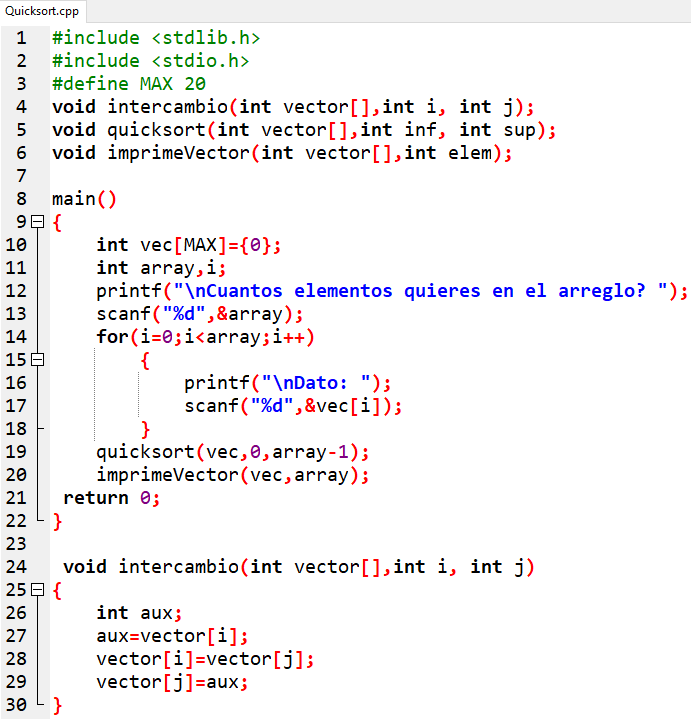 Quicksort.cpp
1 #include <stdlib.h>
2 #include <stdio.h>
3 #define MAX 20
4 void intercambio(int vector[],int i, int j);
5 void quicksort(int vector[],int inf, int sup);
6 void imprimeVector(int vector[],int elem);
7
8 main()
9 {
10     int vec[MAX]={0};
11     int array,i;
12     printf("\nCuantos elementos quieres en el arreglo? ");
13     scanf("%d",&array);
14     for(i=0;i<array;i++)
15         {
16             printf("\nDato: ");
17             scanf("%d",&vec[i]);
18         }
19     quicksort(vec,0,array-1);
20     imprimeVector(vec,array);
21  return 0;
22 }
23
24  void intercambio(int vector[],int i, int j)
25 {
26     int aux;
27     aux=vector[i];
28     vector[i]=vector[j];
29     vector[j]=aux;
30 }